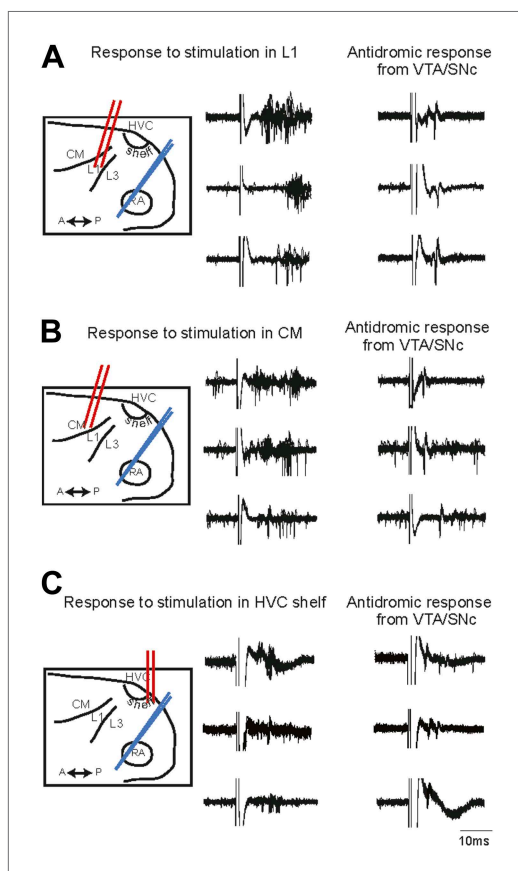 A
Response to stimulation in L1
Antidromic response
from VTA/SNc
HVC
shelf
CM
L1
L3
RA
A P
B
Response to stimulation in CM
Antidromic response
from VTA/SNc
HVC
shelf
CM
L1
L3
RA
A P
C
Response to stimulation in HVC shelf
Antidromic response
from VTA/SNc
HVC
shelf
CM
L1
L3
RA
A P
10ms